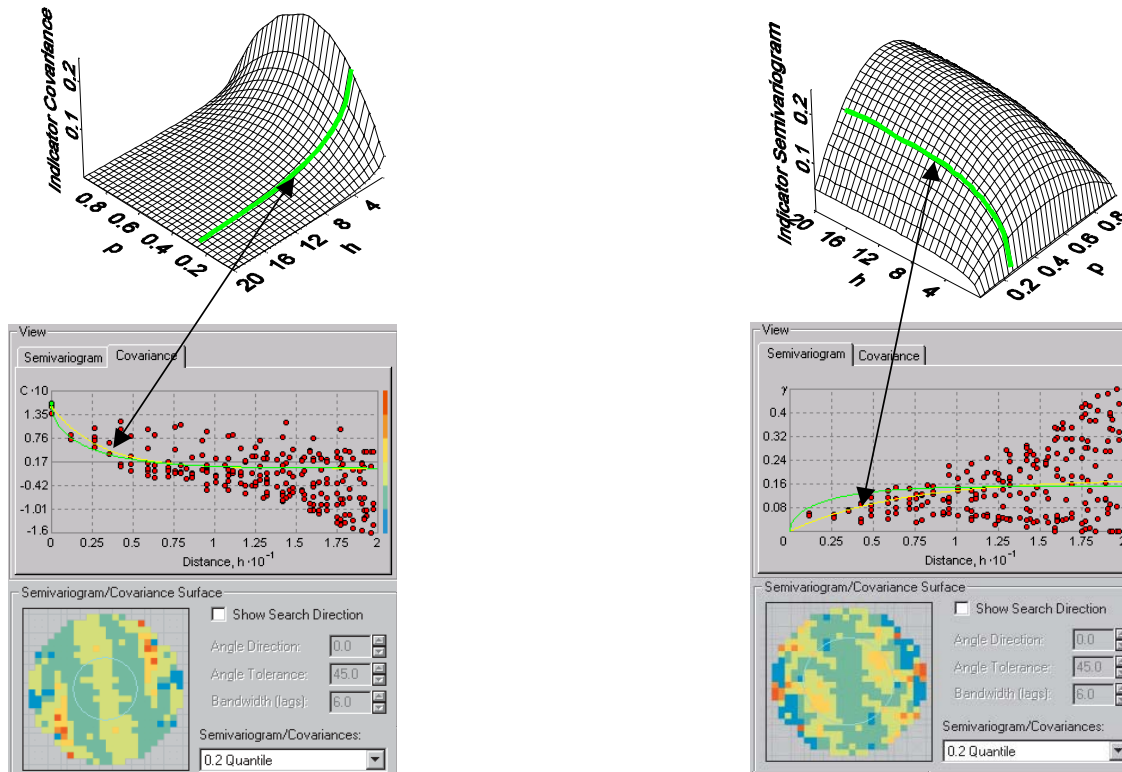 Indicator Covariance
0.1 0.2
0.8 0.6 0.4 0.2
p
20 16 12 8 4
h
Indicator Semivariogram
0.1 0.2
20 16 12 8 4
h
0.2 0.4 0.6 0.8
p
View
Semivariogram Covariance
C·10
1.35
0.76
0.17
-0.42
-1.01
-1.6
0 0.25 0.5 0.75 1 1.25 1.5 1.75 2
Distance, h·10⁻¹
Semivariogram/Covariance Surface
Show Search Direction
Angle Direction: 0.0
Angle Tolerance: 45.0
Bandwidth (lags): 6.0
Semivariogram/Covariances:
0.2 Quantile
View
Semivariogram Covariance
γ
0.4
0.32
0.24
0.16
0.08
0 0.25 0.5 0.75 1 1.25 1.5 1.75 2
Distance, h·10⁻¹
Semivariogram/Covariance Surface
Show Search Direction
Angle Direction: 0.0
Angle Tolerance: 45.0
Bandwidth (lags): 6.0
Semivariogram/Covariances:
0.2 Quantile